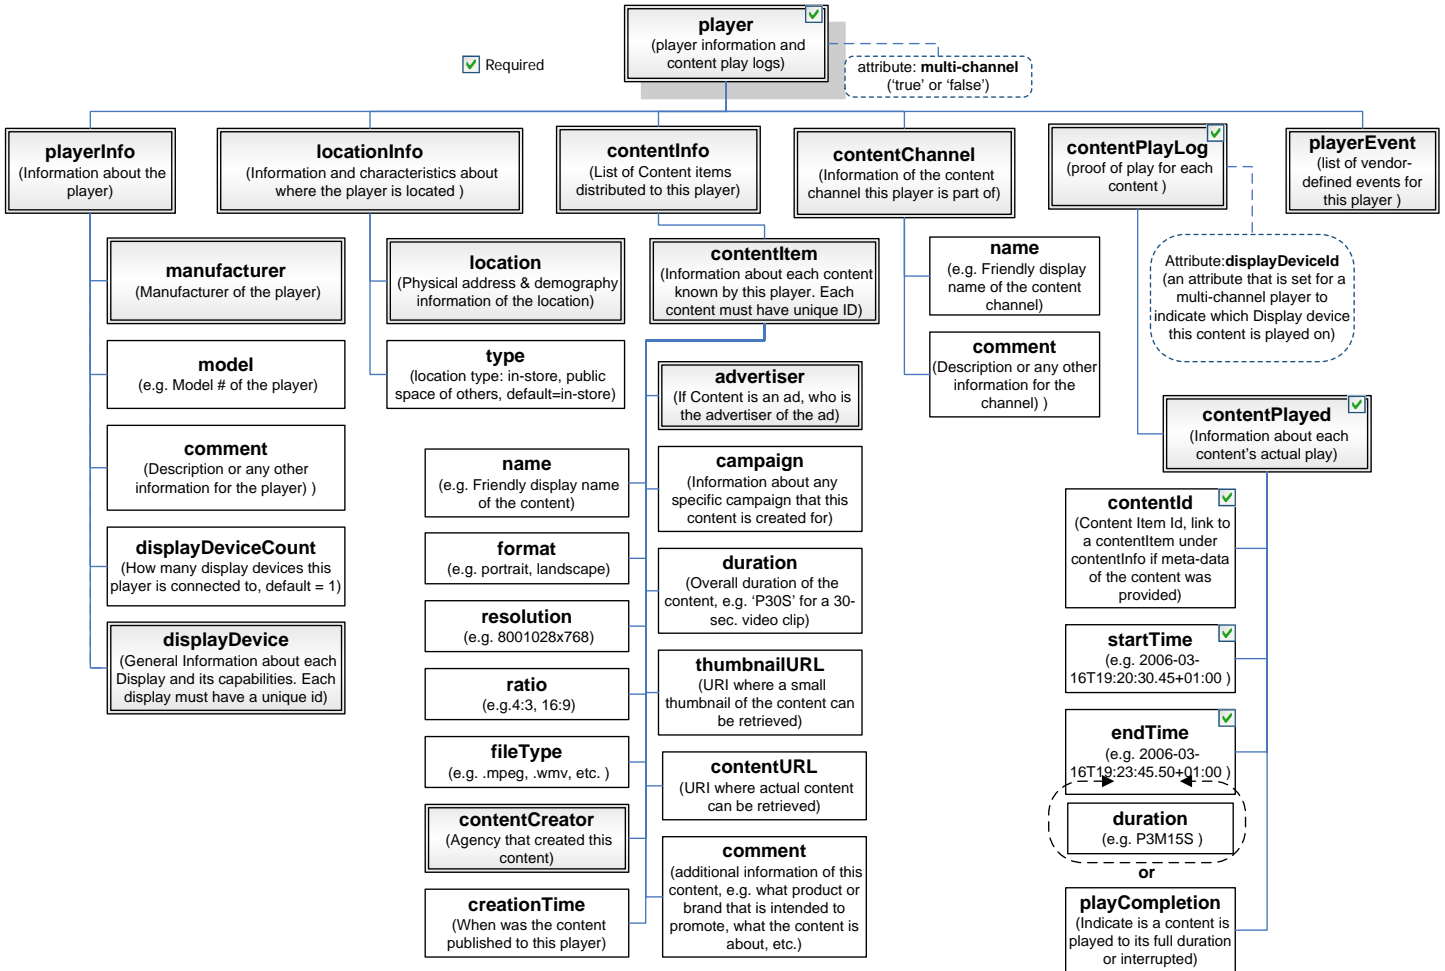 player
(player information and
content play logs)
Required
attribute: multi-channel
(‘true’ or ‘false’)
playerInfo
(Information about the
player)
locationInfo
(Information and characteristics about
where the player is located )
contentInfo
(List of Content items
distributed to this player)
contentChannel
(Information of the content
channel this player is part of)
contentPlayLog
(proof of play for each
content )
playerEvent
(list of vendor-
defined events for
this player )
manufacturer
(Manufacturer of the player)
model
(e.g. Model # of the player)
comment
(Description or any other
information for the player) )
displayDeviceCount
(How many display devices this
player is connected to, default = 1)
displayDevice
(General Information about each
Display and its capabilities. Each
display must have a unique id)
location
(Physical address & demography
information of the location)
type
(location type: in-store, public
space of others, default=in-store)
contentItem
(Information about each content
known by this player. Each
content must have unique ID)
name
(e.g. Friendly display name
of the content)
format
(e.g. portrait, landscape)
resolution
(e.g. 8001028x768)
ratio
(e.g.4:3, 16:9)
fileType
(e.g. .mpeg, .wmv, etc. )
contentCreator
(Agency that created this
content)
creationTime
(When was the content
published to this player)
advertiser
(If Content is an ad, who is
the advertiser of the ad)
campaign
(Information about any
specific campaign that this
content is created for)
duration
(Overall duration of the
content, e.g. ‘P30S’ for a 30-
sec. video clip)
thumbnailURL
(URI where a small
thumbnail of the content can
be retrieved)
contentURL
(URI where actual content
can be retrieved)
comment
(additional information of this
content, e.g. what product or
brand that is intended to
promote, what the content is
about, etc.)
name
(e.g. Friendly display
name of the content
channel)
comment
(Description or any other
information for the
channel) )
Attribute:displayDeviceId
(an attribute that is set for a
multi-channel player to
indicate which Display device
this content is played on)
contentPlayed
(Information about each
content’s actual play)
contentId
(Content Item Id, link to
a contentItem under
contentInfo if meta-data
of the content was
provided)
startTime
(e.g. 2006-03-
16T19:20:30.45+01:00 )
endTime
(e.g. 2006-03-
16T19:23:45.50+01:00 )
duration
(e.g. P3M15S )
or
playCompletion
(Indicate is a content is
played to its full duration
or interrupted)